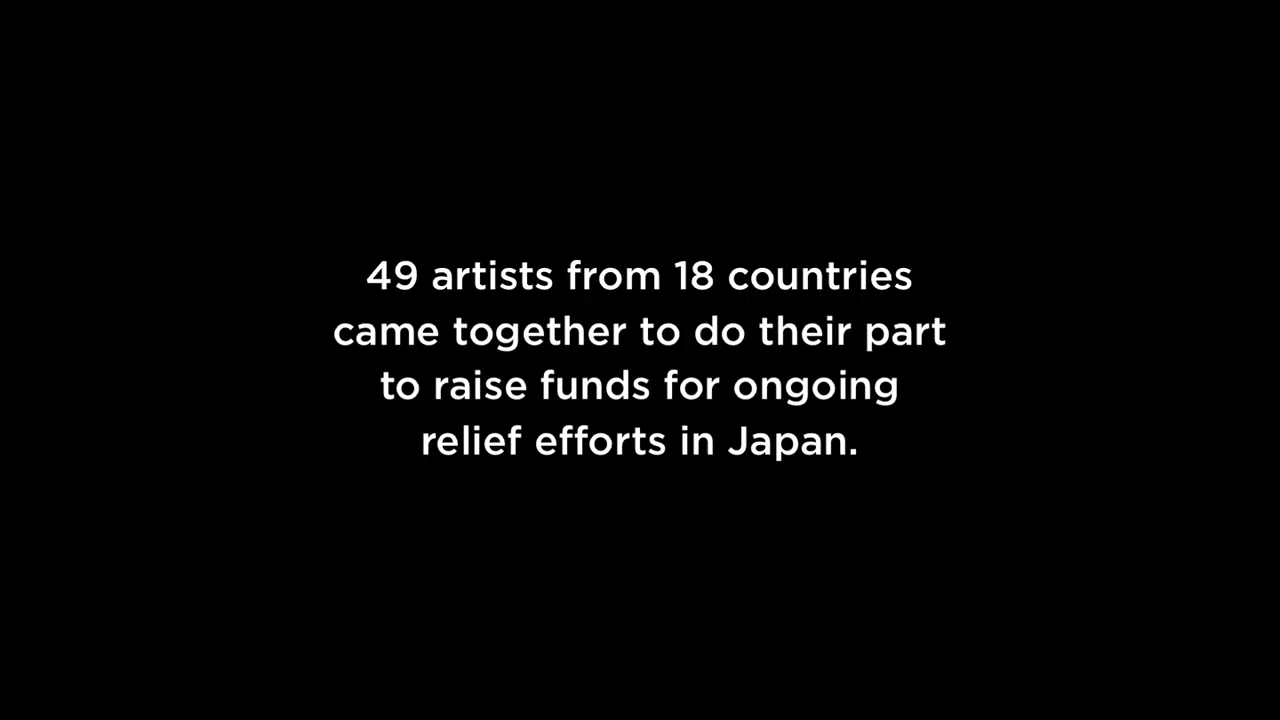 49 artists from 18 countries
came together to do their part
to raise funds for ongoing
relief efforts in Japan.